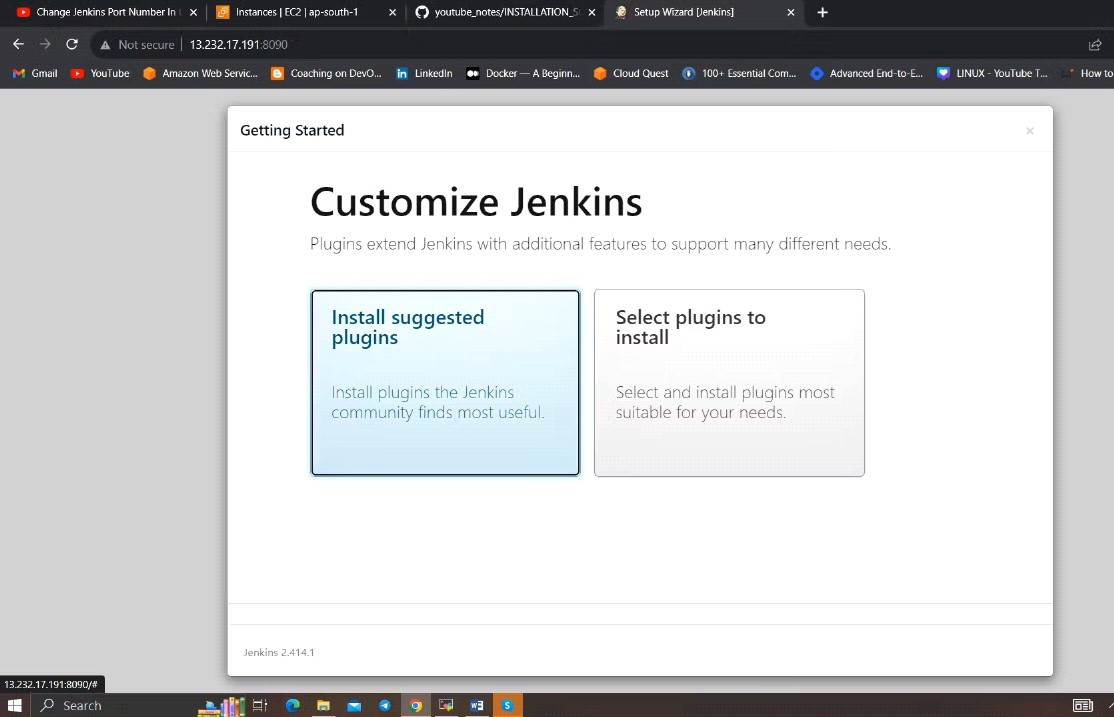 Change Jenkins Port Number In
Instances | EC2 | ap-south-1
youtube_notes/INSTALLATION_S
Setup Wizard [Jenkins]
Not secure
13.232.17.191:8090
Gmail
YouTube
Amazon Web Servic...
Coaching on DevO...
LinkedIn
Docker — A Beginn...
Cloud Quest
100+ Essential Com...
Advanced End-to-E...
LINUX - YouTube T...
How to
Getting Started
Customize Jenkins
Plugins extend Jenkins with additional features to support many different needs.
Install suggested
plugins
Install plugins the Jenkins
community finds most useful.
Select plugins to
install
Select and install plugins most
suitable for your needs.
Jenkins 2.414.1
13.232.17.191:8090/#
Search